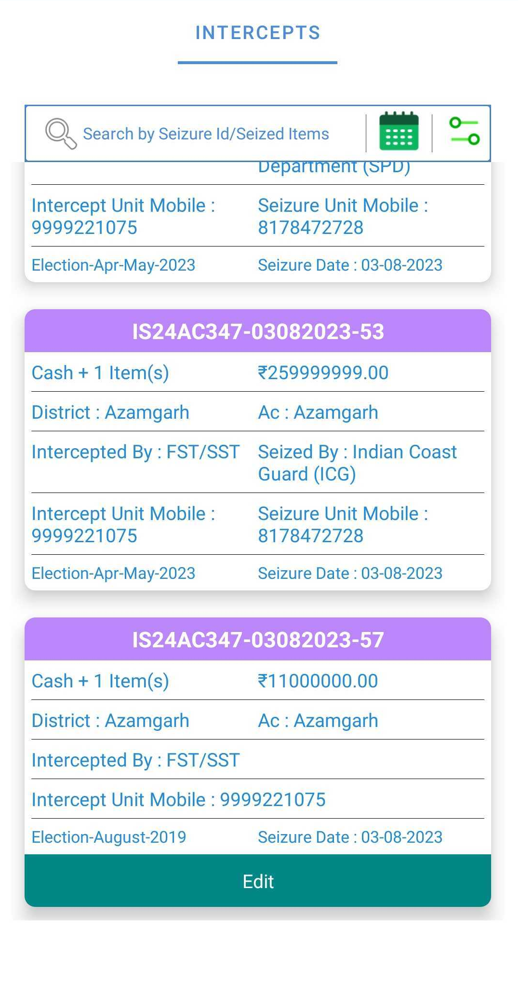 INTERCEPTS
Search by Seizure Id/Seized Items
Department (SPD)
Intercept Unit Mobile :
9999221075
Seizure Unit Mobile :
8178472728
Election-Apr-May-2023
Seizure Date : 03-08-2023
IS24AC347-03082023-53
Cash + 1 Item(s)
₹259999999.00
District : Azamgarh
Ac : Azamgarh
Intercepted By : FST/SST
Seized By : Indian Coast
Guard (ICG)
Intercept Unit Mobile :
9999221075
Seizure Unit Mobile :
8178472728
Election-Apr-May-2023
Seizure Date : 03-08-2023
IS24AC347-03082023-57
Cash + 1 Item(s)
₹11000000.00
District : Azamgarh
Ac : Azamgarh
Intercepted By : FST/SST
Intercept Unit Mobile : 9999221075
Election-August-2019
Seizure Date : 03-08-2023
Edit